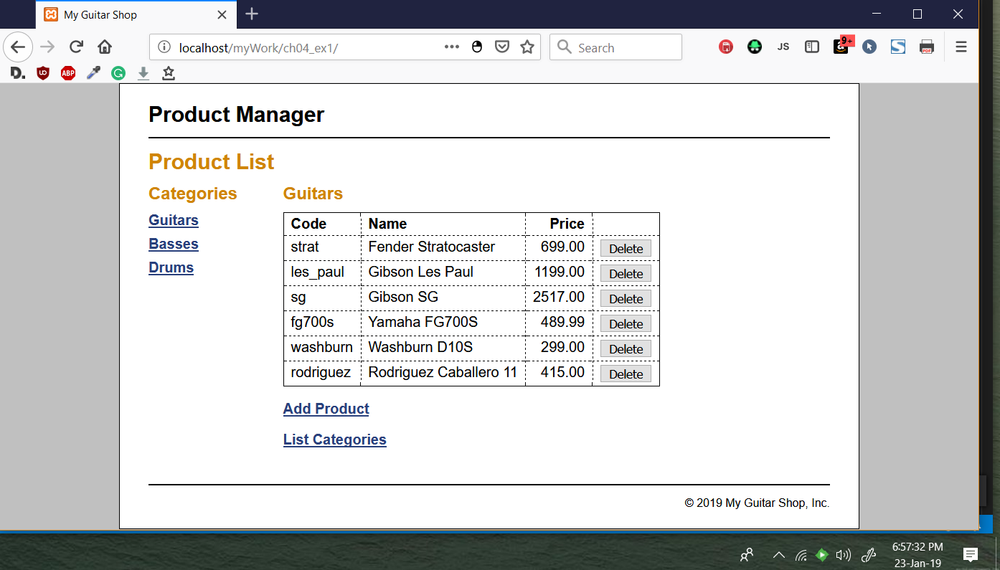 My Guitar Shop
localhost/myWork/ch04_ex1/
Search
JS
9+
D.
ABP
Product Manager
Product List
Categories
Guitars
Basses
Drums
Guitars
Code Name Price
strat Fender Stratocaster 699.00 Delete
les_paul Gibson Les Paul 1199.00 Delete
sg Gibson SG 2517.00 Delete
fg700s Yamaha FG700S 489.99 Delete
washburn Washburn D10S 299.00 Delete
rodriguez Rodriguez Caballero 11 415.00 Delete
Add Product
List Categories
© 2019 My Guitar Shop, Inc.
6:57:32 PM
23-Jan-19